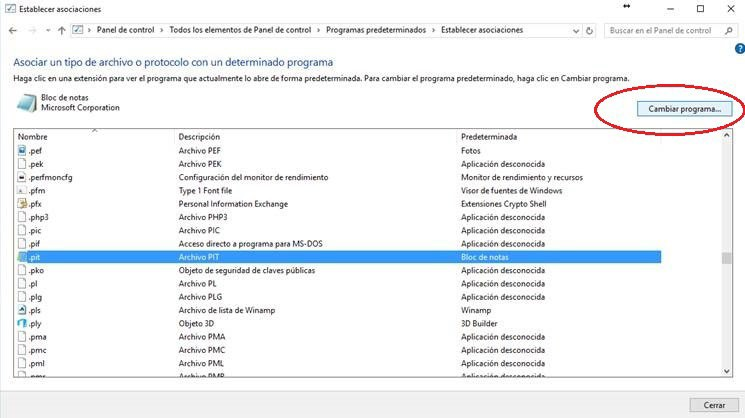 Establecer asociaciones
Panel de control > Todos los elementos de Panel de control > Programas predeterminados > Establecer asociaciones
Buscar en el Panel de control
?
Asociar un tipo de archivo o protocolo con un determinado programa
Haga clic en una extensión para ver el programa que actualmente lo abre de forma predeterminada. Para cambiar el programa predeterminado, haga clic en Cambiar programa.
Bloc de notas
Microsoft Corporation
Cambiar programa...
Nombre Descripción Predeterminada
.pef Archivo PEF Fotos
.pek Archivo PEK Aplicación desconocida
.perfmoncfg Configuración del monitor de rendimiento Monitor de rendimiento y recursos
.pfm Type 1 Font file Visor de fuentes de Windows
.pfx Personal Information Exchange Extensiones Crypto Shell
.php3 Archivo PHP3 Aplicación desconocida
.pic Archivo PIC Aplicación desconocida
.pif Acceso directo a programa para MS-DOS Aplicación desconocida
.pit Archivo PIT Bloc de notas
.pko Objeto de seguridad de claves públicas Aplicación desconocida
.pl Archivo PL Aplicación desconocida
.plg Archivo PLG Aplicación desconocida
.pls Archivo de lista de Winamp Winamp
.ply Objeto 3D 3D Builder
.pma Archivo PMA Aplicación desconocida
.pmc Archivo PMC Aplicación desconocida
.pml Archivo PML Aplicación desconocida
.pmr Archivo PMR Aplicación desconocida
Cerrar